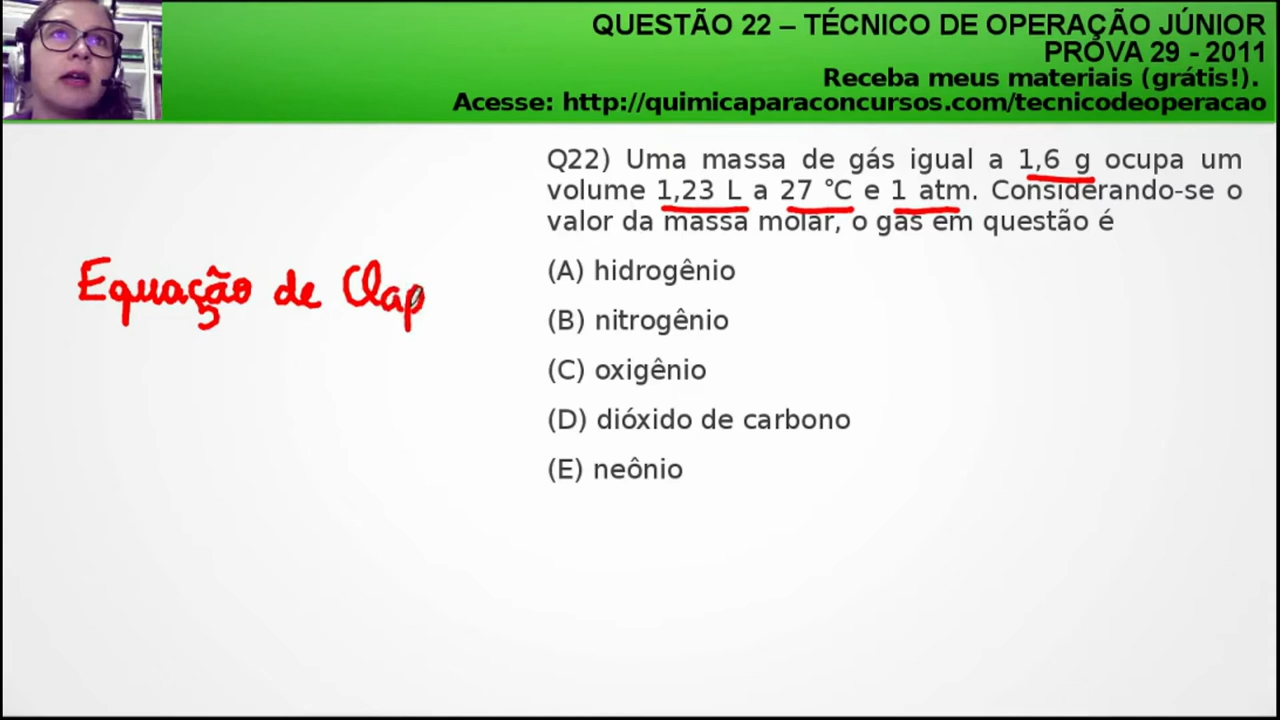 QUESTÃO 22 – TÉCNICO DE OPERAÇÃO JÚNIOR
PROVA 29 - 2011
Receba meus materiais (grátis!).
Acesse: http://quimicaparaconcursos.com/tecnicodeoperacao
Q22) Uma massa de gás igual a 1,6 g ocupa um
volume 1,23 L a 27 °C e 1 atm. Considerando-se o
valor da massa molar, o gás em questão é
(A) hidrogênio
(B) nitrogênio
(C) oxigênio
(D) dióxido de carbono
(E) neônio
Equação de Clap